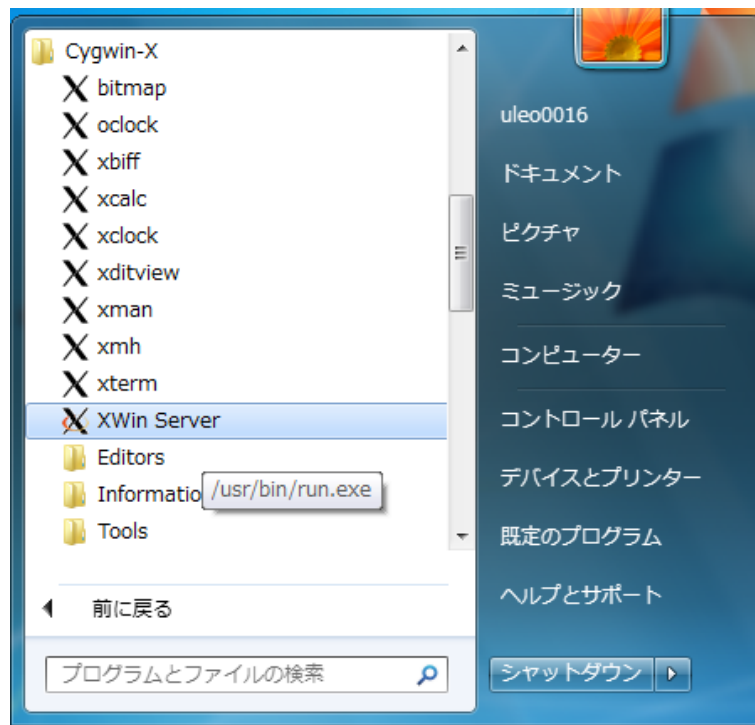 Cygwin-X
bitmap
oclock
xbiff
xcalc
xclock
xditview
xman
xmh
xterm
XWin Server
Editors
Informatio
/usr/bin/run.exe
Tools
前に戻る
プログラムとファイルの検索
uleo0016
ドキュメント
ピクチャ
ミュージック
コンピューター
コントロール パネル
デバイスとプリンター
既定のプログラム
ヘルプとサポート
シャットダウン